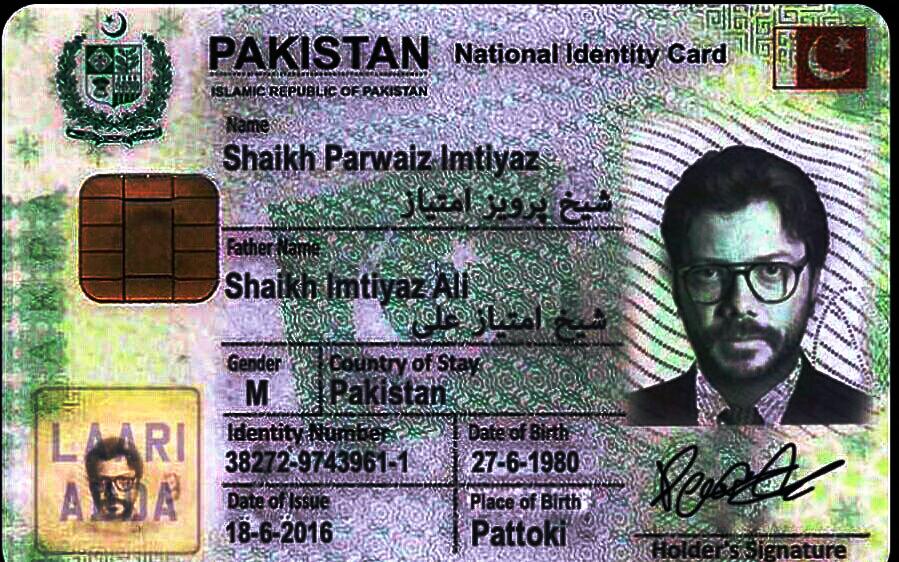 PAKISTAN National Identity Card
ISLAMIC REPUBLIC OF PAKISTAN
Name
Shaikh Parwaiz Imtiyaz
شیخ پرویز امتیاز
Father Name
Shaikh Imtiyaz Ali
شیخ امتیاز علی
Gender Country of Stay
M Pakistan
Identity Number Date of Birth
38272-9743961-1 27-6-1980
Date of Issue Place of Birth
18-6-2016 Pattoki
LAARI
ADDA
Holder's Signature